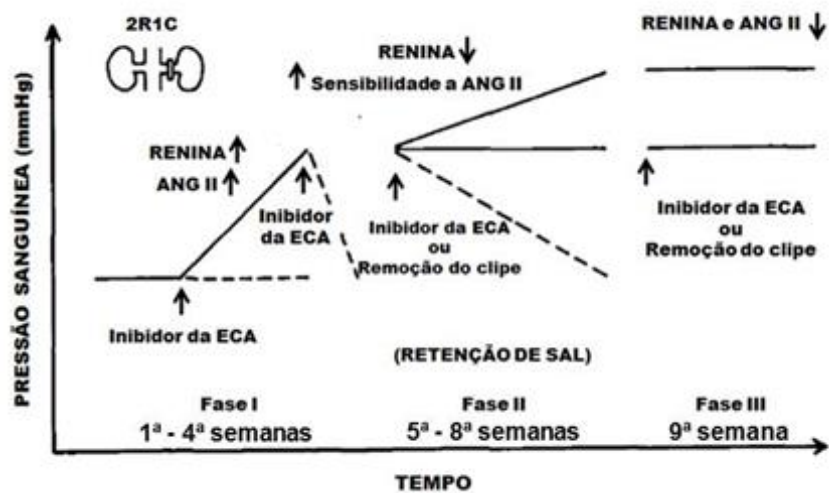 2R1C
RENINA
ANG II
Inibidor
da ECA
Inibidor da ECA
RENINA
Sensibilidade a ANG II
Inibidor da ECA
ou
Remoção do clipe
(RETENÇÃO DE SAL)
RENINA e ANG II
Inibidor da ECA
ou
Remoção do clipe
Fase I
1ª - 4ª semanas
Fase II
5ª - 8ª semanas
Fase III
9ª semana
PRESSÃO SANGUÍNEA (mmHg)
TEMPO